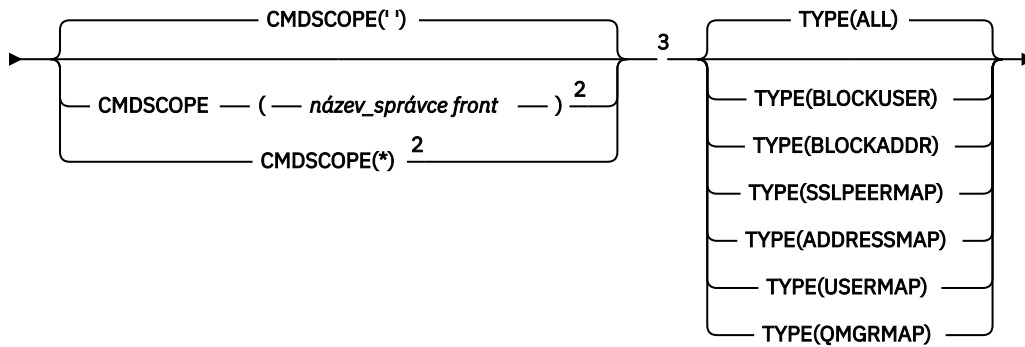 CMDSCOPE(' ')
CMDSCOPE ( název_správce front ) 2
CMDSCOPE(*) 2
3
TYPE(ALL)
TYPE(BLOCKUSER)
TYPE(BLOCKADDR)
TYPE(SSLPEERMAP)
TYPE(ADDRESSMAP)
TYPE(USERMAP)
TYPE(QMGRMAP)